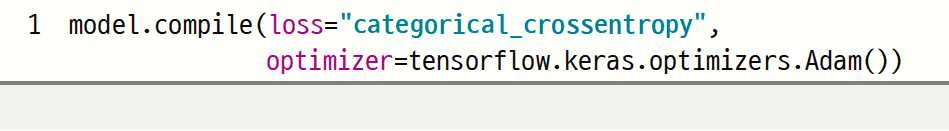 1 model.compile(loss="categorical_crossentropy",
optimizer=tensorflow.keras.optimizers.Adam())